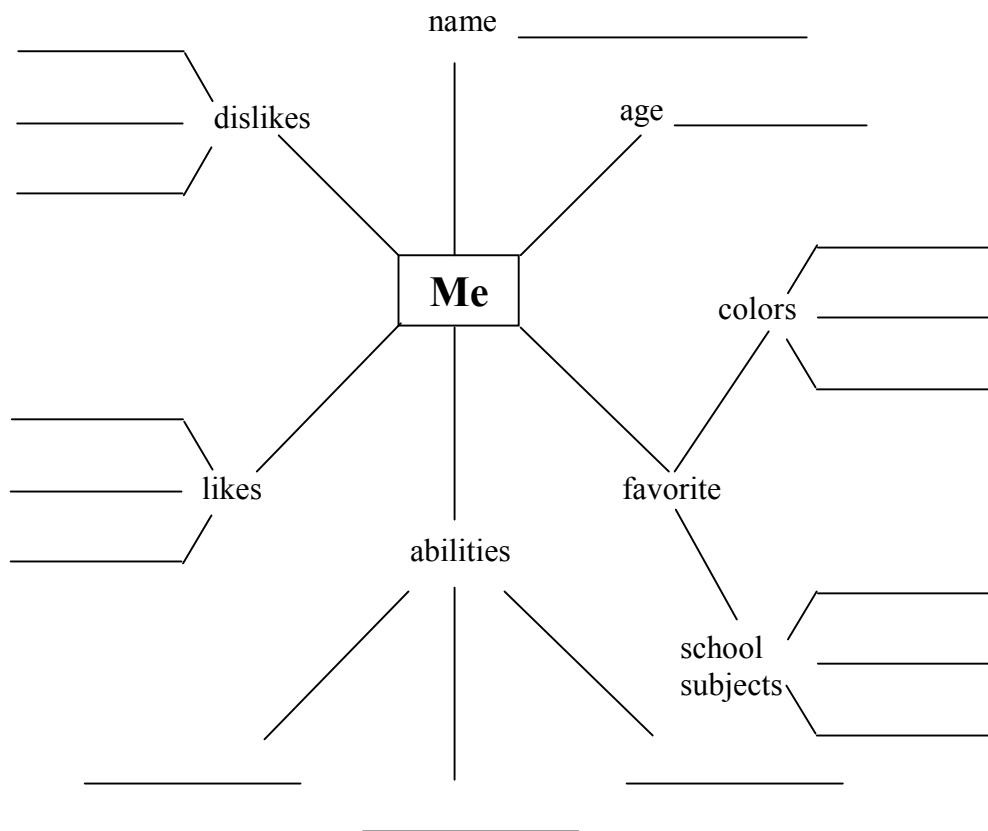 name
age
dislikes
Me
colors
likes
favorite
abilities
school
subjects